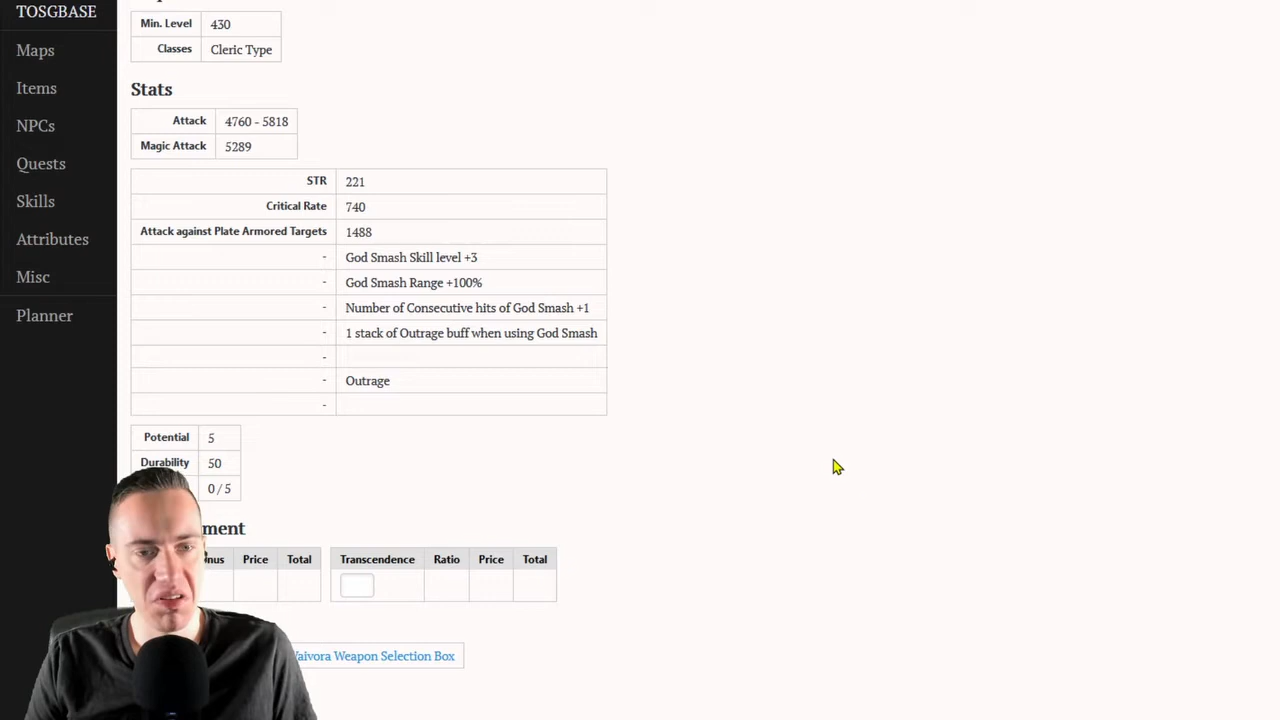 TOSGBASE
Maps
Items
NPCs
Quests
Skills
Attributes
Misc
Planner
Min. Level 430
Classes Cleric Type
Stats
Attack 4760 - 5818
Magic Attack 5289
STR 221
Critical Rate 740
Attack against Plate Armored Targets 1488
- God Smash Skill level +3
- God Smash Range +100%
- Number of Consecutive hits of God Smash +1
- 1 stack of Outrage buff when using God Smash
-
- Outrage
-
Potential 5
Durability 50
0 / 5
Price Total
Transcendence Ratio Price Total
Weapon Selection Box